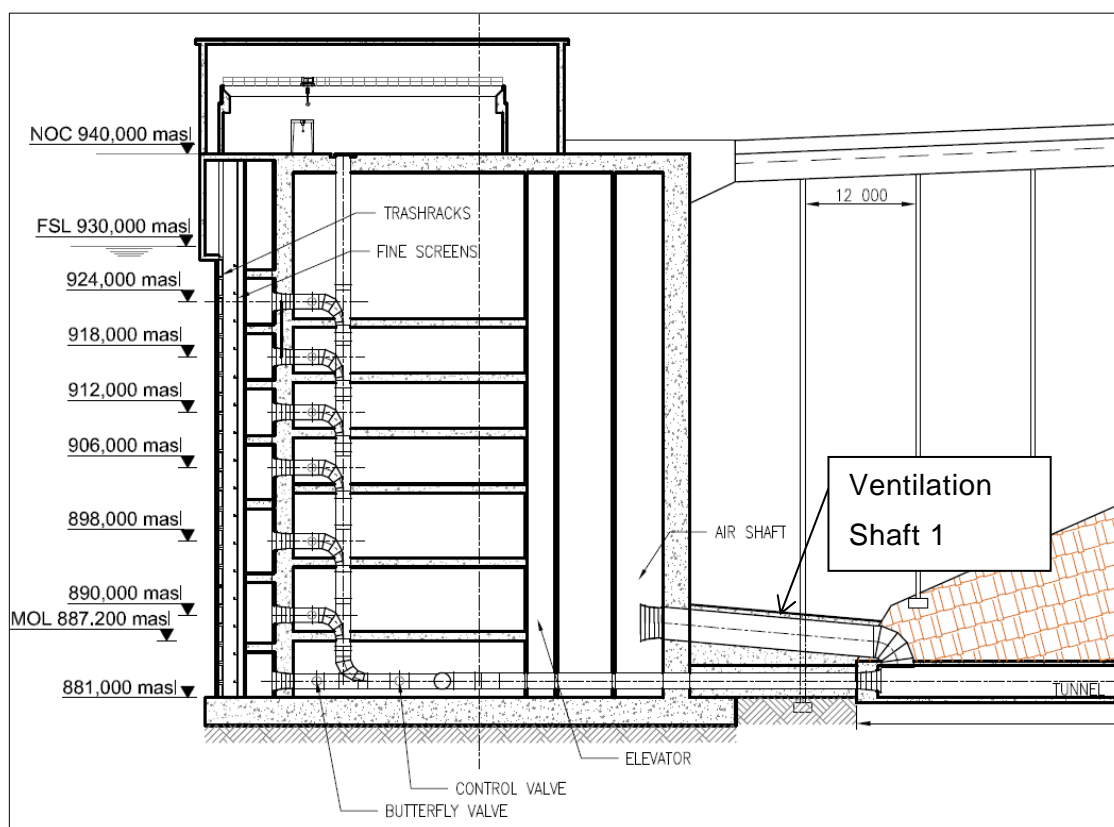 NOC 940,000 masl
FSL 930,000 masl
TRASHRACKS
12 000
FINE SCREENS
924,000 masl
918,000 masl
912,000 masl
906,000 masl
Ventilation
Shaft 1
898,000 masl
AIR SHAFT
890,000 masl
MOL 887.200 masl
881,000 masl
TUNNEL
ELEVATOR
CONTROL VALVE
BUTTERFLY VALVE